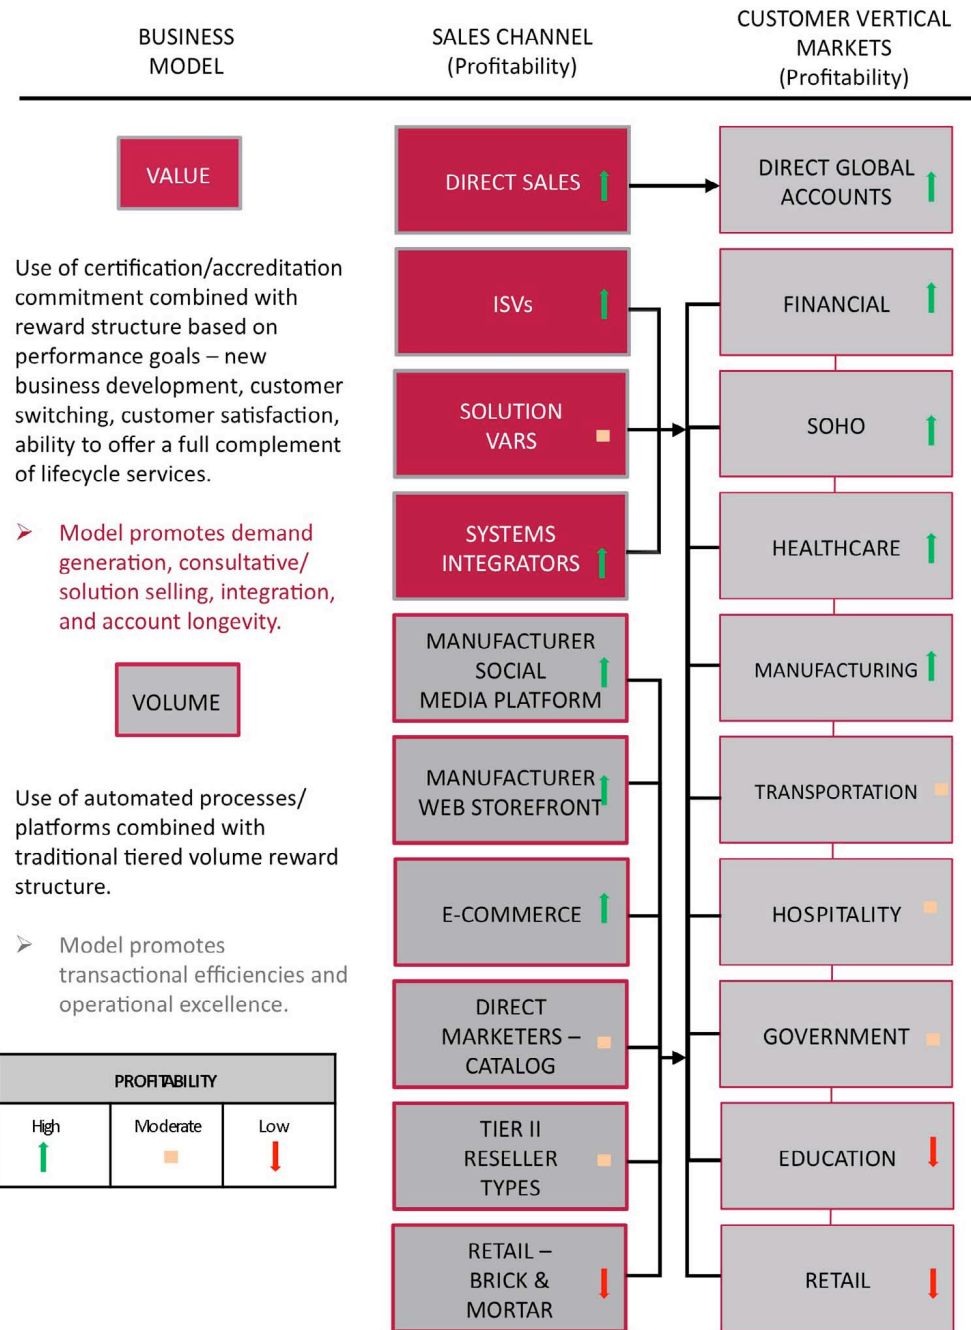 BUSINESS
MODEL
SALES CHANNEL
(Profitability)
CUSTOMER VERTICAL
MARKETS
(Profitability)
VALUE
Use of certification/accreditation
commitment combined with
reward structure based on
performance goals – new
business development, customer
switching, customer satisfaction,
ability to offer a full complement
of lifecycle services.
➢ Model promotes demand
generation, consultative/
solution selling, integration,
and account longevity.
VOLUME
Use of automated processes/
platforms combined with
traditional tiered volume reward
structure.
➢ Model promotes
transactional efficiencies and
operational excellence.
PROFITABILITY
High
Moderate
Low
DIRECT SALES
ISVs
SOLUTION
VARS
SYSTEMS
INTEGRATORS
MANUFACTURER
SOCIAL
MEDIA PLATFORM
MANUFACTURER
WEB STOREFRONT
E-COMMERCE
DIRECT
MARKETERS –
CATALOG
TIER II
RESELLER
TYPES
RETAIL –
BRICK &
MORTAR
DIRECT GLOBAL
ACCOUNTS
FINANCIAL
SOHO
HEALTHCARE
MANUFACTURING
TRANSPORTATION
HOSPITALITY
GOVERNMENT
EDUCATION
RETAIL